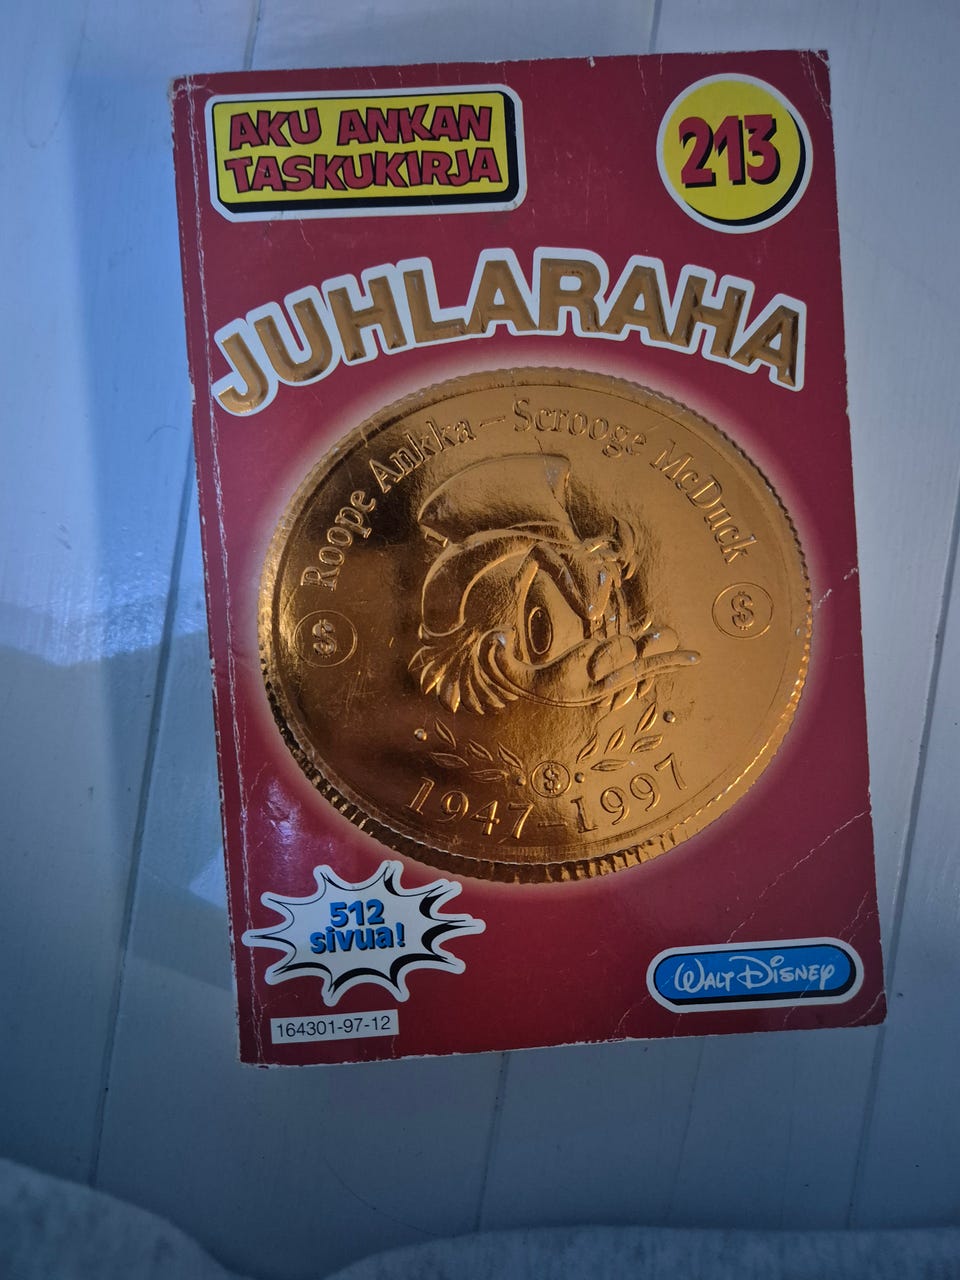 AKU ANKAN
TASKUKIRJA
213
JUHLARAHA
Roope Ankka – Scrooge McDuck
$ $
$
1947–1997
512
sivua!
WALT DISNEY
164301-97-12